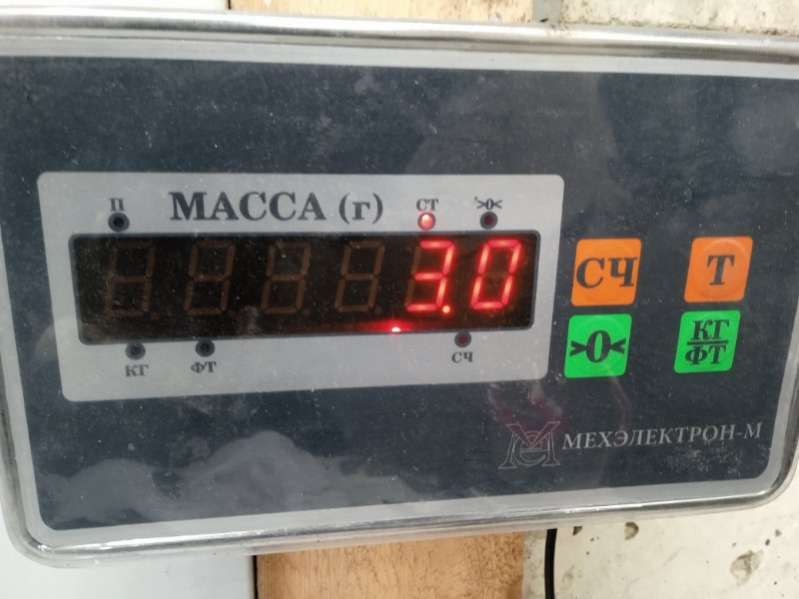 П МАССА (г) СТ >0<
3.0
КГ ФТ СЧ
СЧ Т
>0< КГ/ФТ
МЕХЭЛЕКТРОН-М